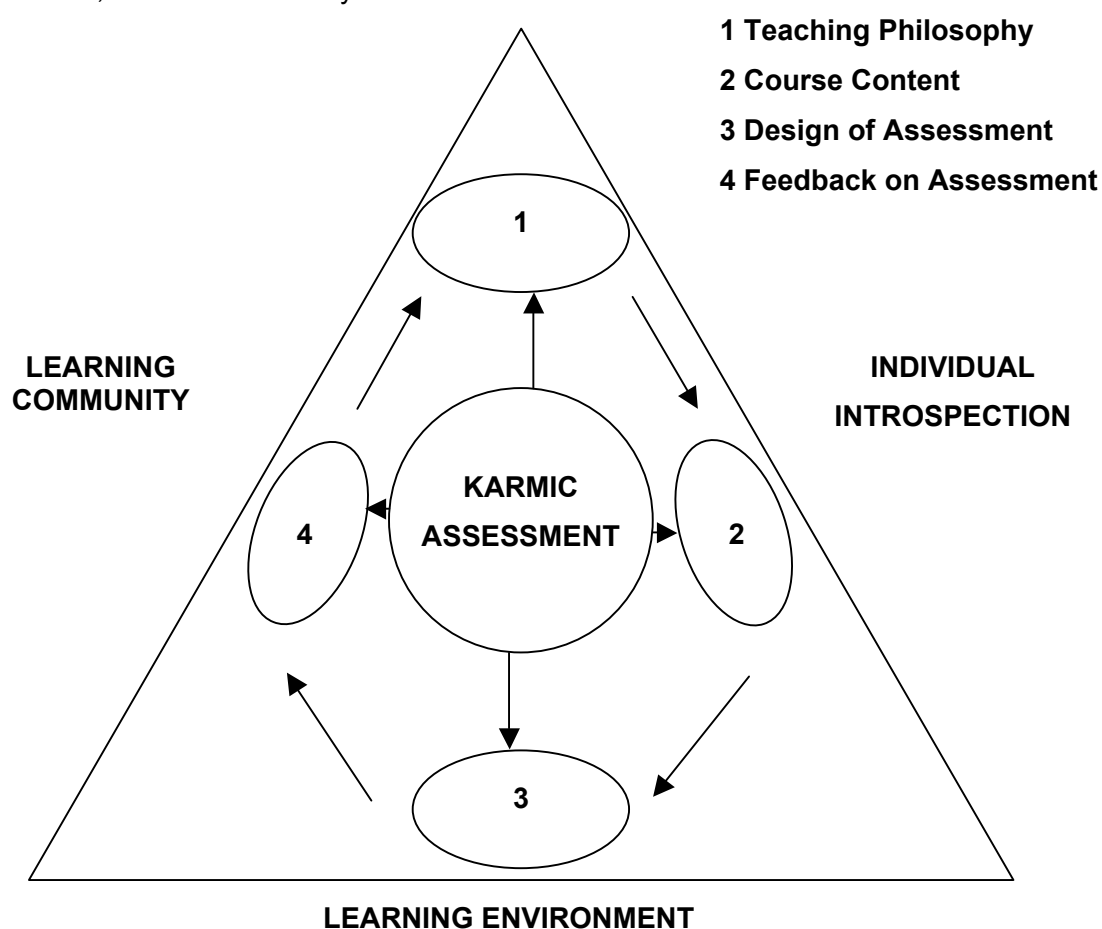 1 Teaching Philosophy
2 Course Content
3 Design of Assessment
4 Feedback on Assessment
1
LEARNING
COMMUNITY
INDIVIDUAL
INTROSPECTION
KARMIC
ASSESSMENT
4
2
3
LEARNING ENVIRONMENT